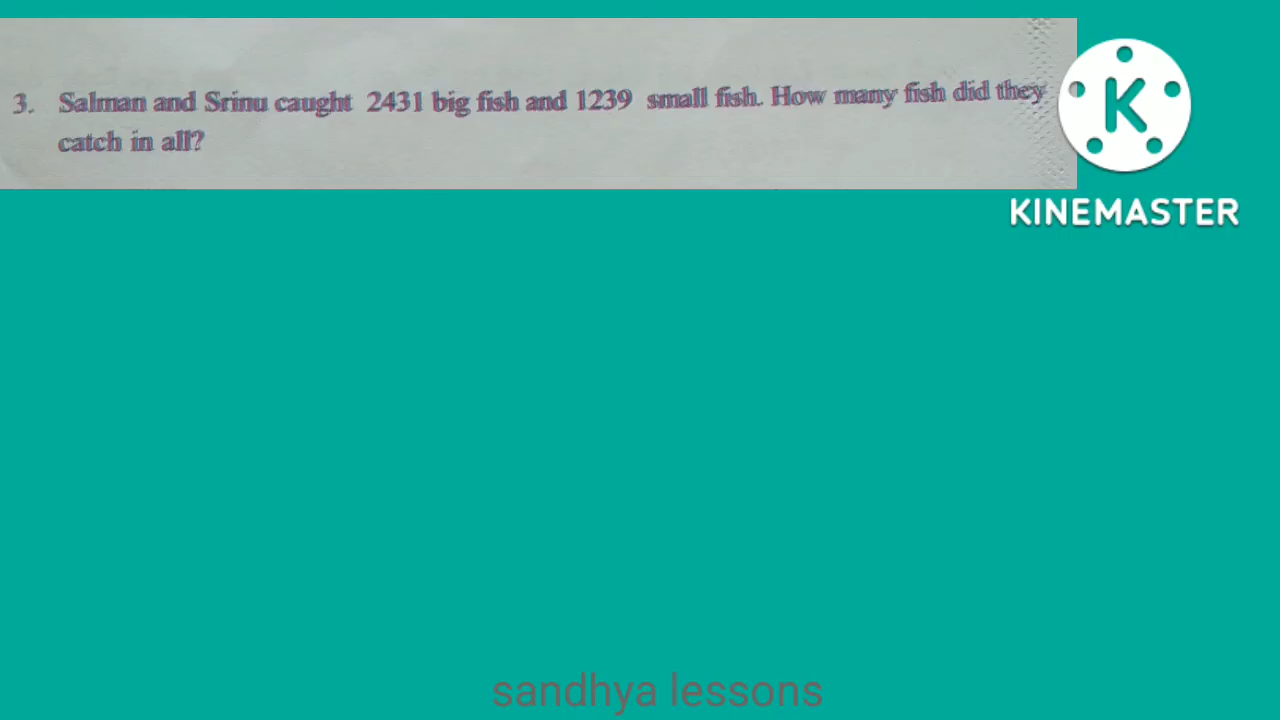 3. Salman and Srinu caught 2431 big fish and 1239 small fish. How many fish did they
catch in all?
K
KINEMASTER
sandhya lessons